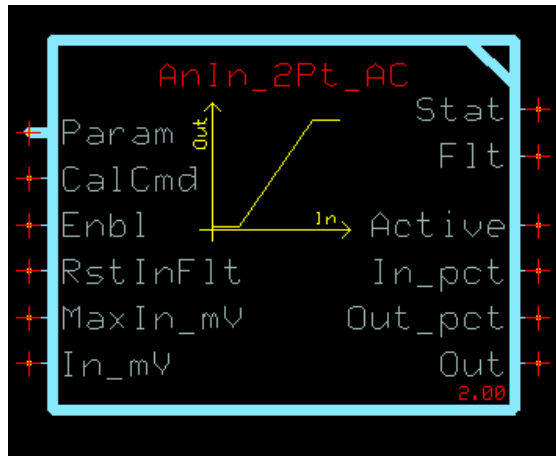 AnIn_2Pt_AC
Param
CalCmd
Enbl
RstInFlt
MaxIn_mV
In_mV
Out
In
Stat
Flt
Active
In_pct
Out_pct
Out
2.00